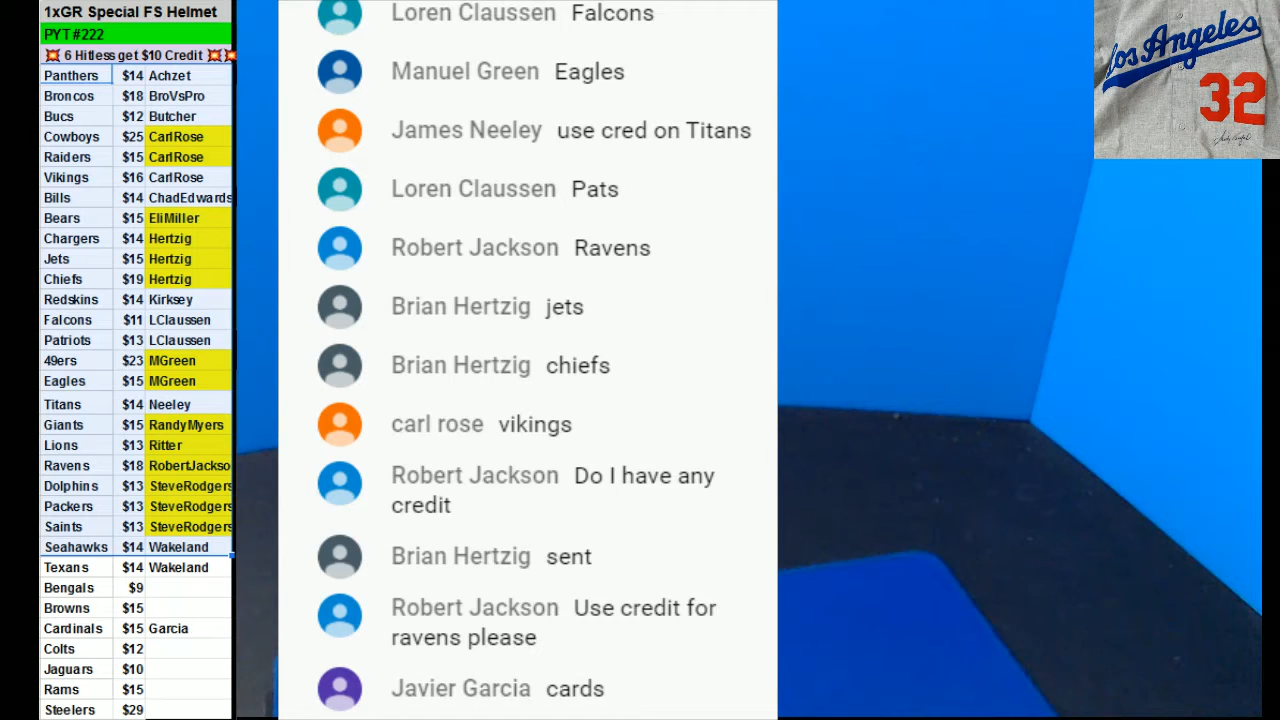 1xGR Special FS Helmet
PYT #222
6 Hitless get $10 Credit
Panthers $14 Achzet
Broncos $18 BroVsPro
Bucs $12 Butcher
Cowboys $25 CarlRose
Raiders $15 CarlRose
Vikings $16 CarlRose
Bills $14 ChadEdwards
Bears $15 EliMiller
Chargers $14 Hertzig
Jets $15 Hertzig
Chiefs $19 Hertzig
Redskins $14 Kirksey
Falcons $11 LClaussen
Patriots $13 LClaussen
49ers $23 MGreen
Eagles $15 MGreen
Titans $14 Neeley
Giants $15 RandyMyers
Lions $13 Ritter
Ravens $18 RobertJackso
Dolphins $13 SteveRodgers
Packers $13 SteveRodgers
Saints $13 SteveRodgers
Seahawks $14 Wakeland
Texans $14 Wakeland
Bengals $9
Browns $15
Cardinals $15 Garcia
Colts $12
Jaguars $10
Rams $15
Steelers $29
Loren Claussen Falcons
Manuel Green Eagles
James Neeley use cred on Titans
Loren Claussen Pats
Robert Jackson Ravens
Brian Hertzig jets
Brian Hertzig chiefs
carl rose vikings
Robert Jackson Do I have any
credit
Brian Hertzig sent
Robert Jackson Use credit for
ravens please
Javier Garcia cards
Los Angeles
32